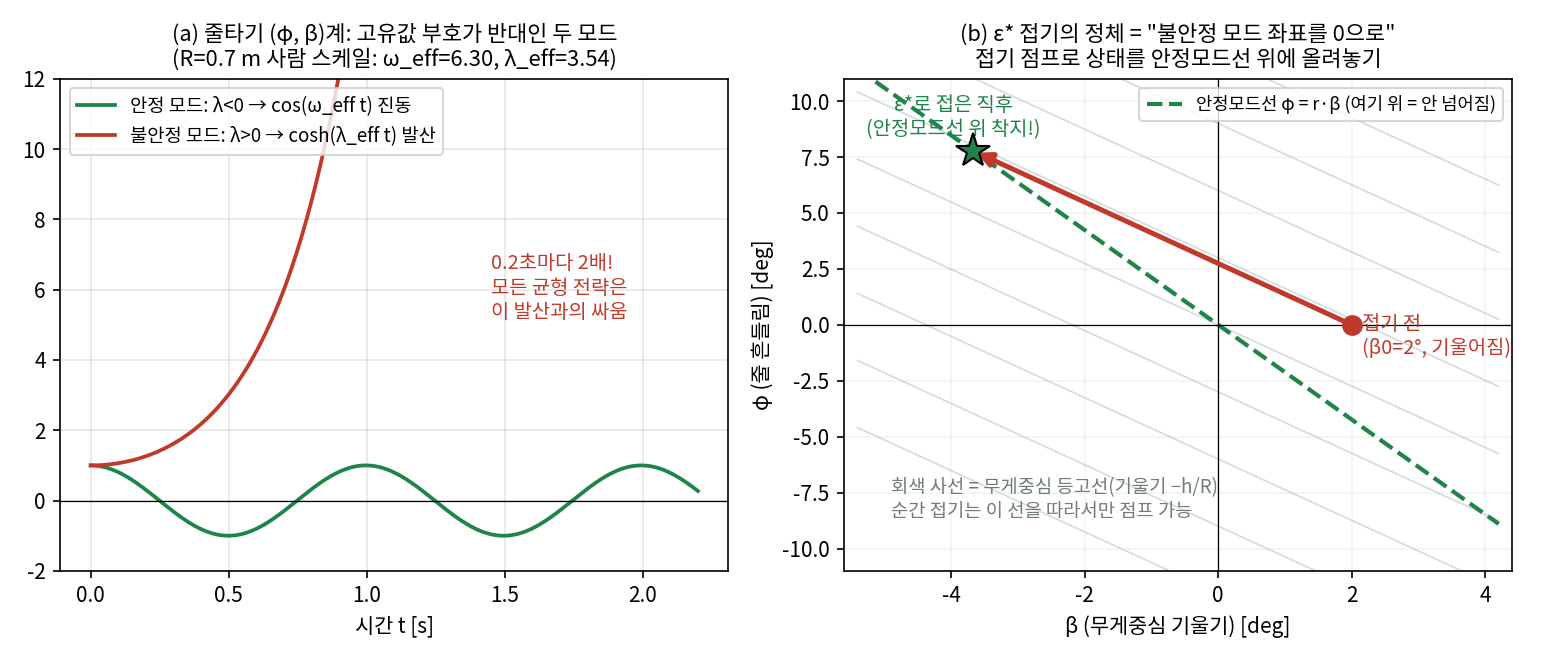 (a) 줄타기 (ϕ, β)계: 고유값 부호가 반대인 두 모드
(R=0.7 m 사람 스케일: ω_eff=6.30, λ_eff=3.54)
안정 모드: λ<0 → cos(ω_eff t) 진동
불안정 모드: λ>0 → cosh(λ_eff t) 발산
0.2초마다 2배!
모든 균형 전략은
이 발산과의 싸움
12
10
8
6
4
2
0
-2
0.0
0.5
1.0
1.5
2.0
시간 t [s]
(b) ε* 접기의 정체 = "불안정 모드 좌표를 0으로"
접기 점프로 상태를 안정모드선 위에 올려놓기
ε*로 접은 직후
(안정모드선 위 착지!)
안정모드선 ϕ = r·β (여기 위 = 안 넘어짐)
접기 전
(β0=2°, 기울어짐)
회색 사선 = 무게중심 등고선(기울기 −h/R)
순간 접기는 이 선을 따라서만 점프 가능
ϕ (줄 흔들림) [deg]
10.0
7.5
5.0
2.5
0.0
-2.5
-5.0
-7.5
-10.0
-4
-2
0
2
4
β (무게중심 기울기) [deg]